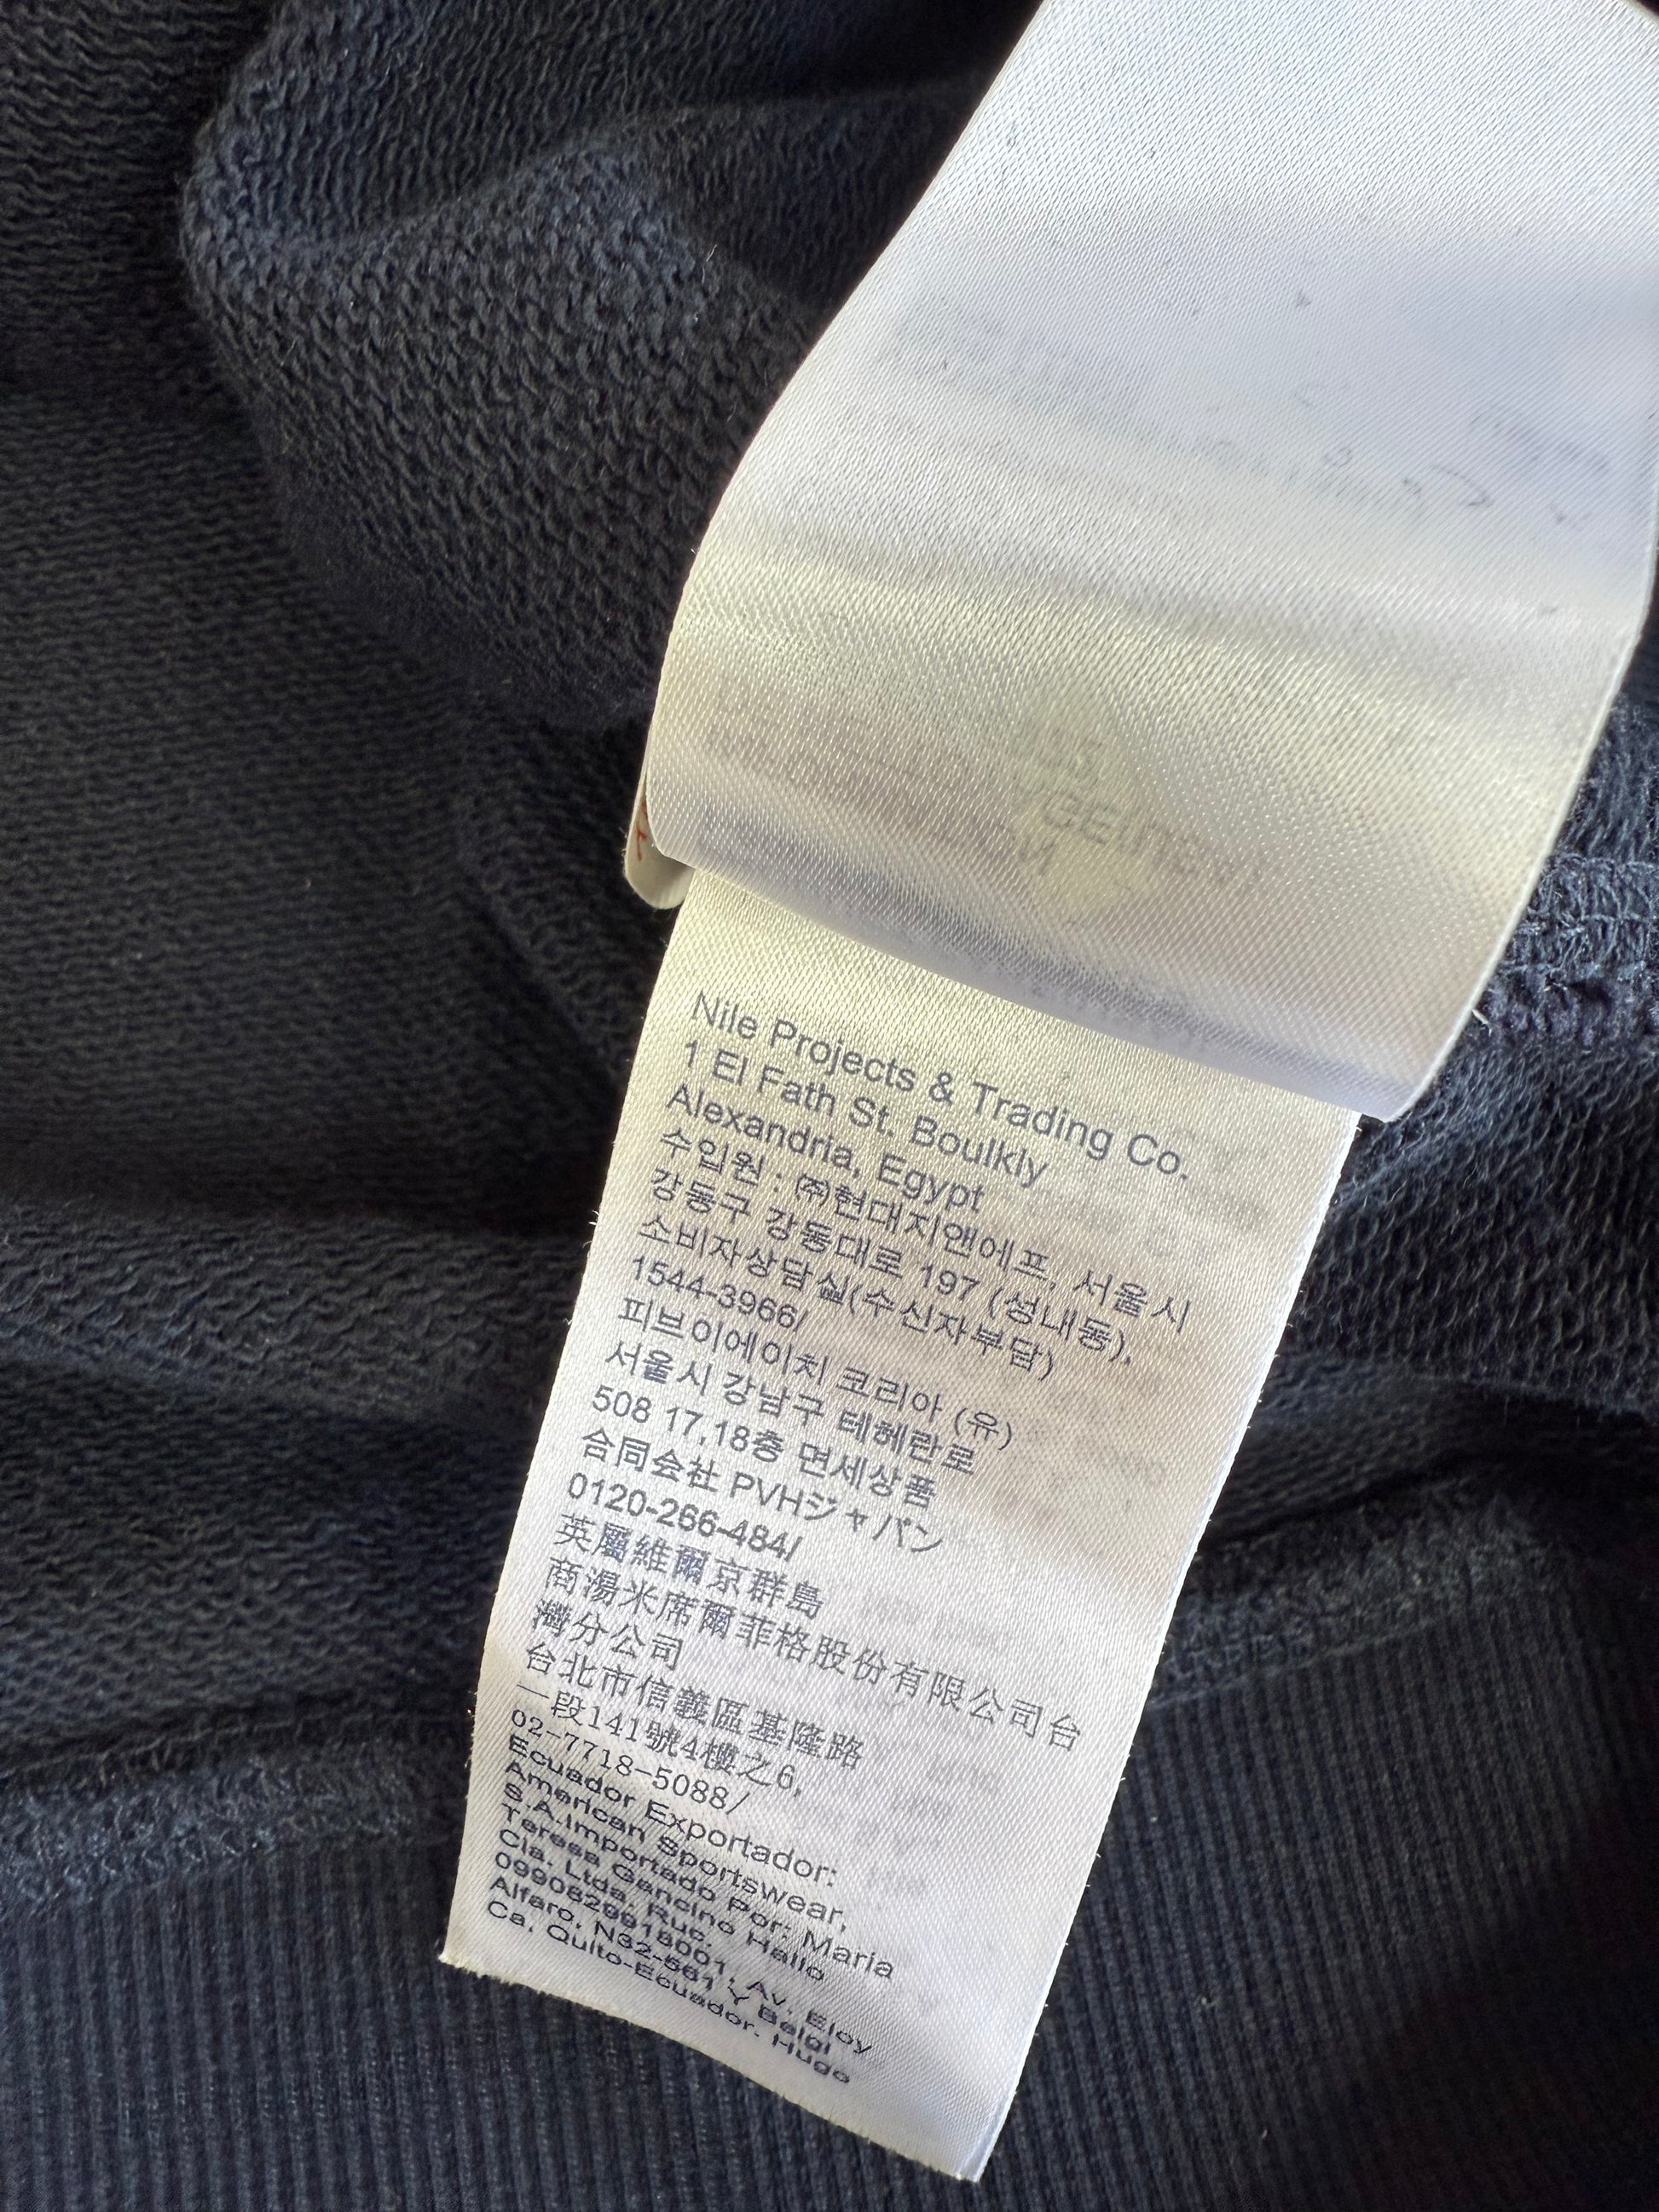 Nile Projects & Trading Co.
1 El Fath St. Boulkly
Alexandria, Egypt
수입원 : ㈜현대지앤에프, 서울시
강동구 강동대로 197 (성내동),
소비자상담실(수신자부담)
1544-3966/
피브이에이치 코리아 (유)
서울시 강남구 테헤란로
508 17,18층 면세상품
合同会社 PVHジャパン
0120-266-484/
英屬維爾京群島
商湯米席爾菲格股份有限公司台
灣分公司
台北市信義區基隆路
一段141號4樓之6,
02-7718-5088/
Ecuador Exportador:
American Sportswear,
S.A.Importado Por: Maria
Teresa Gancino Hallo
Cia. Ltda. Ruc.
0990829918001, Av. Eloy
Alfaro, N32-561 Y Belgi
Ca. Quito-Ecuador- Hugo